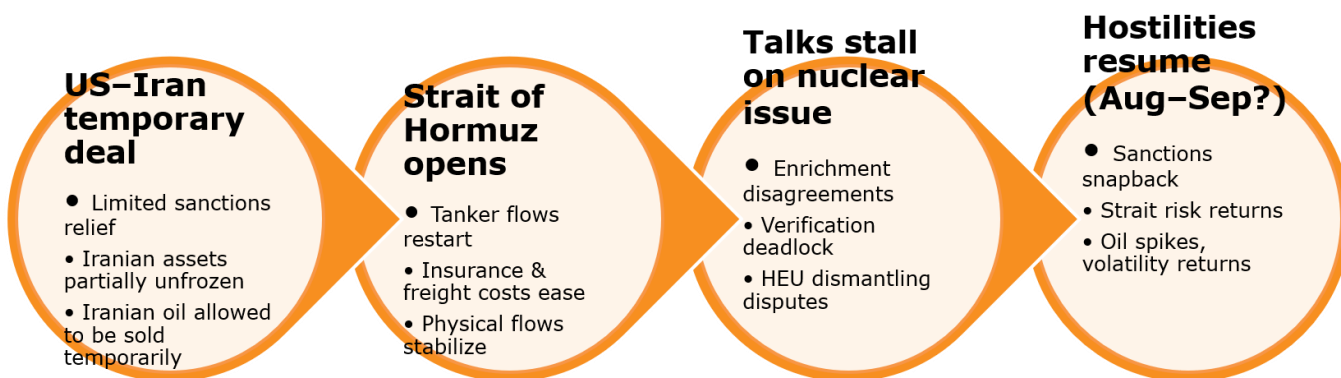 US–Iran
temporary
deal
• Limited sanctions
relief
• Iranian assets
partially unfrozen
• Iranian oil allowed
to be sold
temporarily
Strait of
Hormuz
opens
• Tanker flows
restart
• Insurance &
freight costs ease
• Physical flows
stabilize
Talks stall
on nuclear
issue
• Enrichment
disagreements
• Verification
deadlock
• HEU dismantling
disputes
Hostilities
resume
(Aug–Sep?)
• Sanctions
snapback
• Strait risk returns
• Oil spikes,
volatility returns